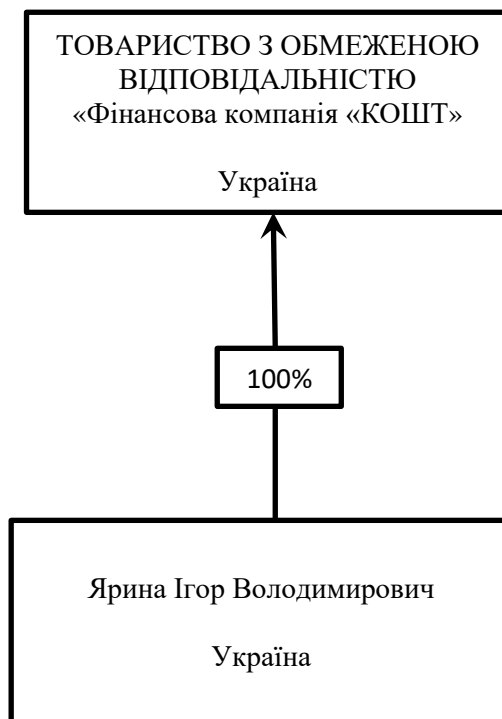 ТОВАРИСТВО З ОБМЕЖЕНОЮ
ВІДПОВІДАЛЬНІСТЮ
«Фінансова компанія «КОШТ»
Україна
100%
Ярина Ігор Володимирович
Україна